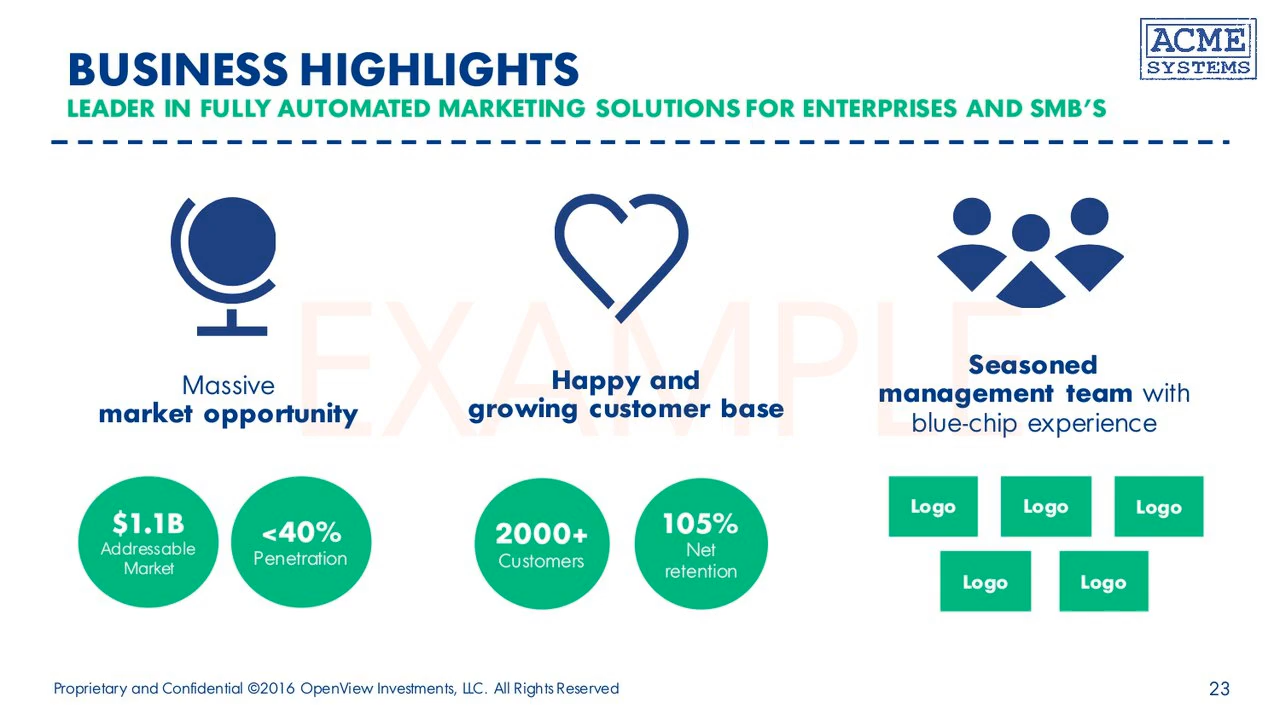 ACME
SYSTEMS
BUSINESS HIGHLIGHTS
LEADER IN FULLY AUTOMATED MARKETING SOLUTIONS FOR ENTERPRISES AND SMB’S
EXAMPLE
Massive
market opportunity
$1.1B
Addressable
Market
<40%
Penetration
Happy and
growing customer base
2000+
Customers
105%
Net
retention
Seasoned
management team with
blue-chip experience
Logo
Logo
Logo
Logo
Logo
Proprietary and Confidential ©2016 OpenView Investments, LLC. All Rights Reserved
23